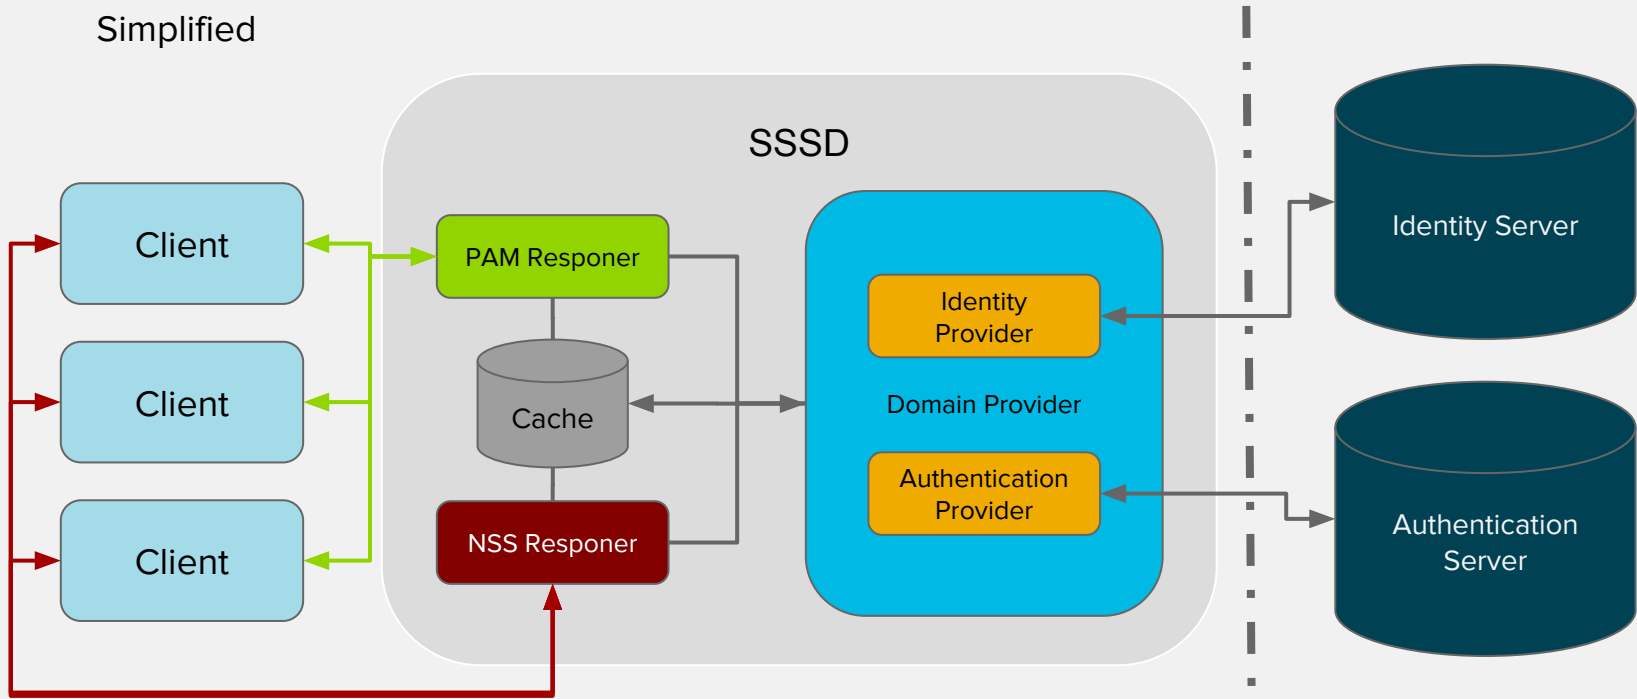 Simplified
SSSD
Client
Client
Client
PAM Responer
Cache
NSS Responer
Identity
Provider
Domain Provider
Authentication
Provider
Identity Server
Authentication
Server